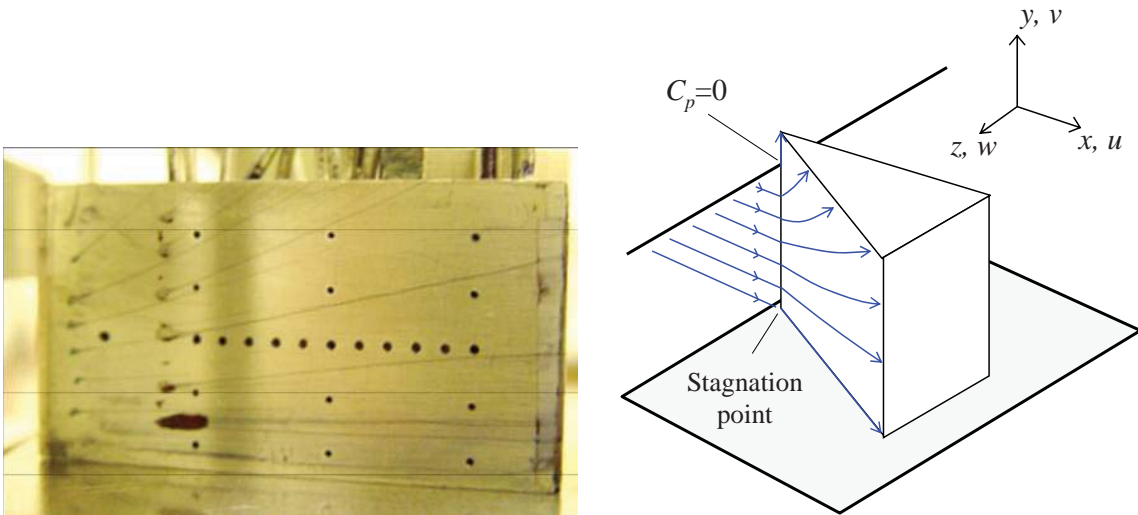 y, v
C_p=0
z, w
x, u
Stagnation
point